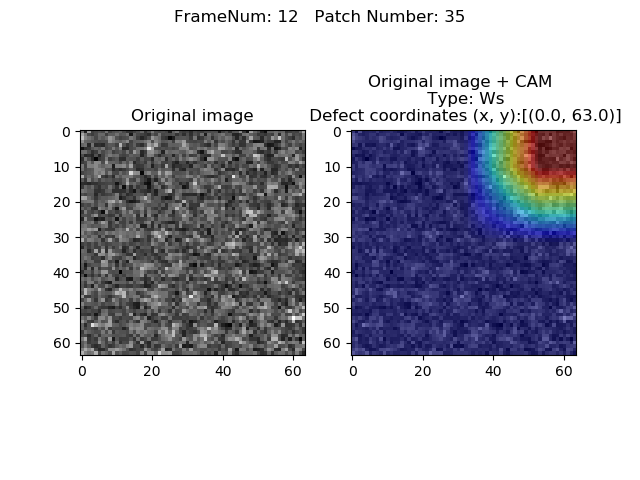 FrameNum: 12   Patch Number: 35
Original image
0
10
20
30
40
50
60
0 20 40 60
Original image + CAM
Type: Ws
Defect coordinates (x, y):[(0.0, 63.0)]
0
10
20
30
40
50
60
0 20 40 60